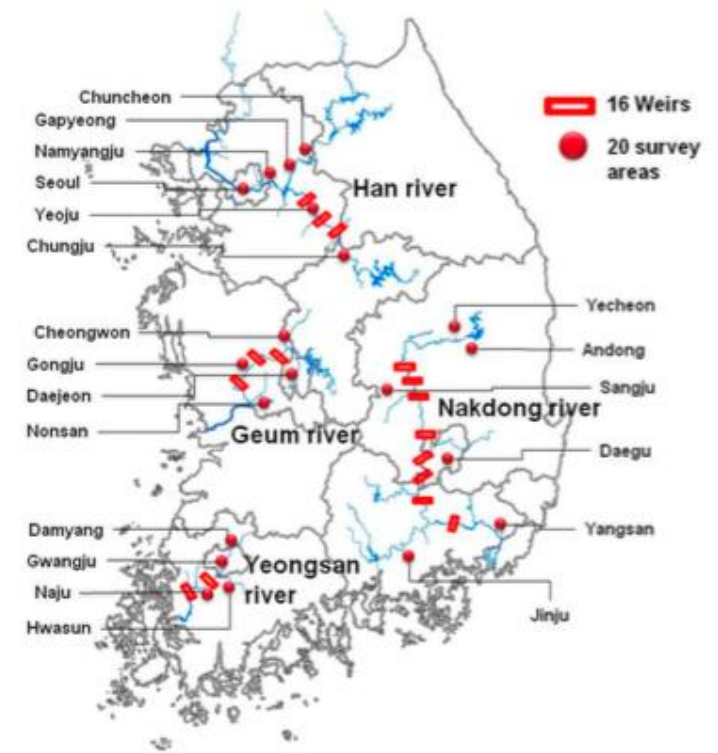 Chuncheon
Gapyeong
Namyangju
Seoul
Yeoju
Chungju
Han river
16 Weirs
20 survey
areas
Cheongwon
Gongju
Daejeon
Nonsan
Geum river
Yecheon
Andong
Sangju
Nakdong river
Daegu
Yangsan
Jinju
Damyang
Gwangju
Naju
Hwasun
Yeongsan
river